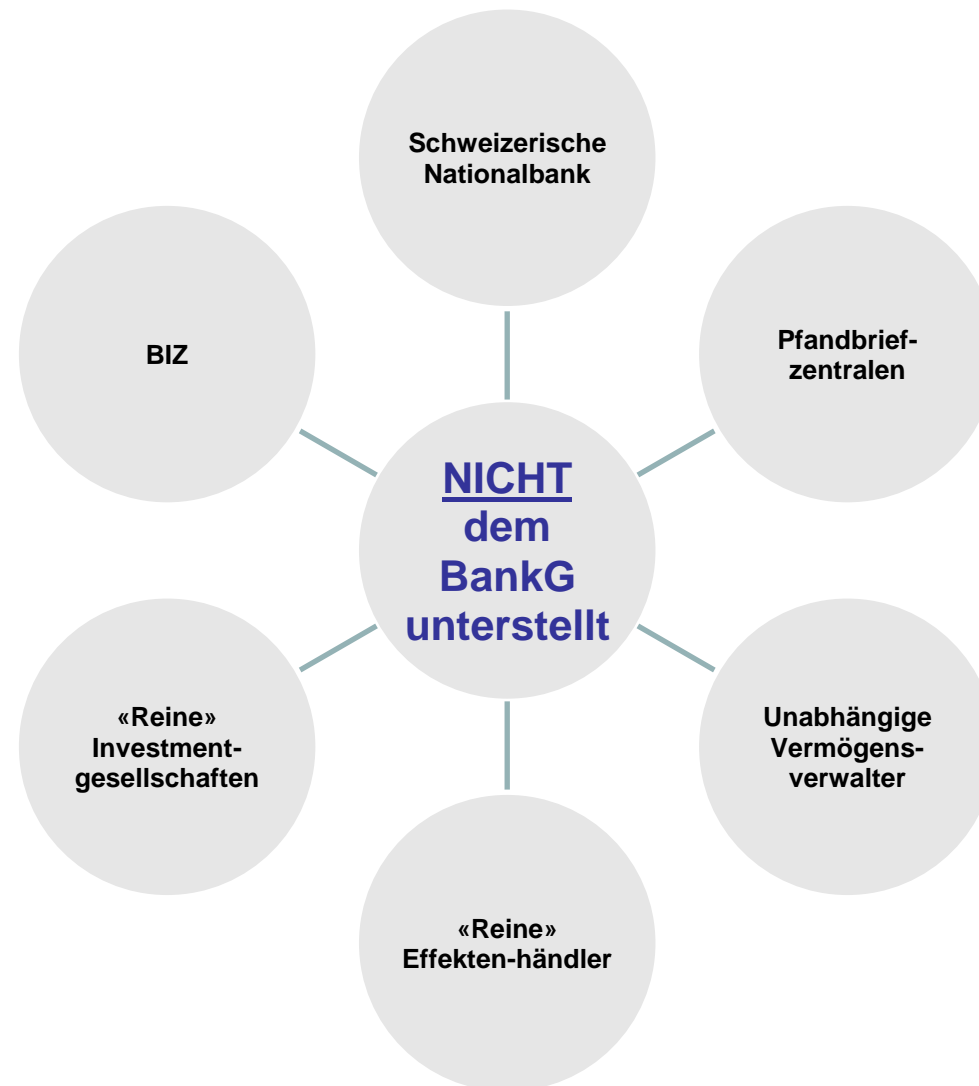 Schweizerische
Nationalbank
BIZ
Pfandbrief-
zentralen
NICHT
dem
BankG
unterstellt
«Reine»
Investment-
gesellschaften
Unabhängige
Vermögens-
verwalter
«Reine»
Effekten-händler